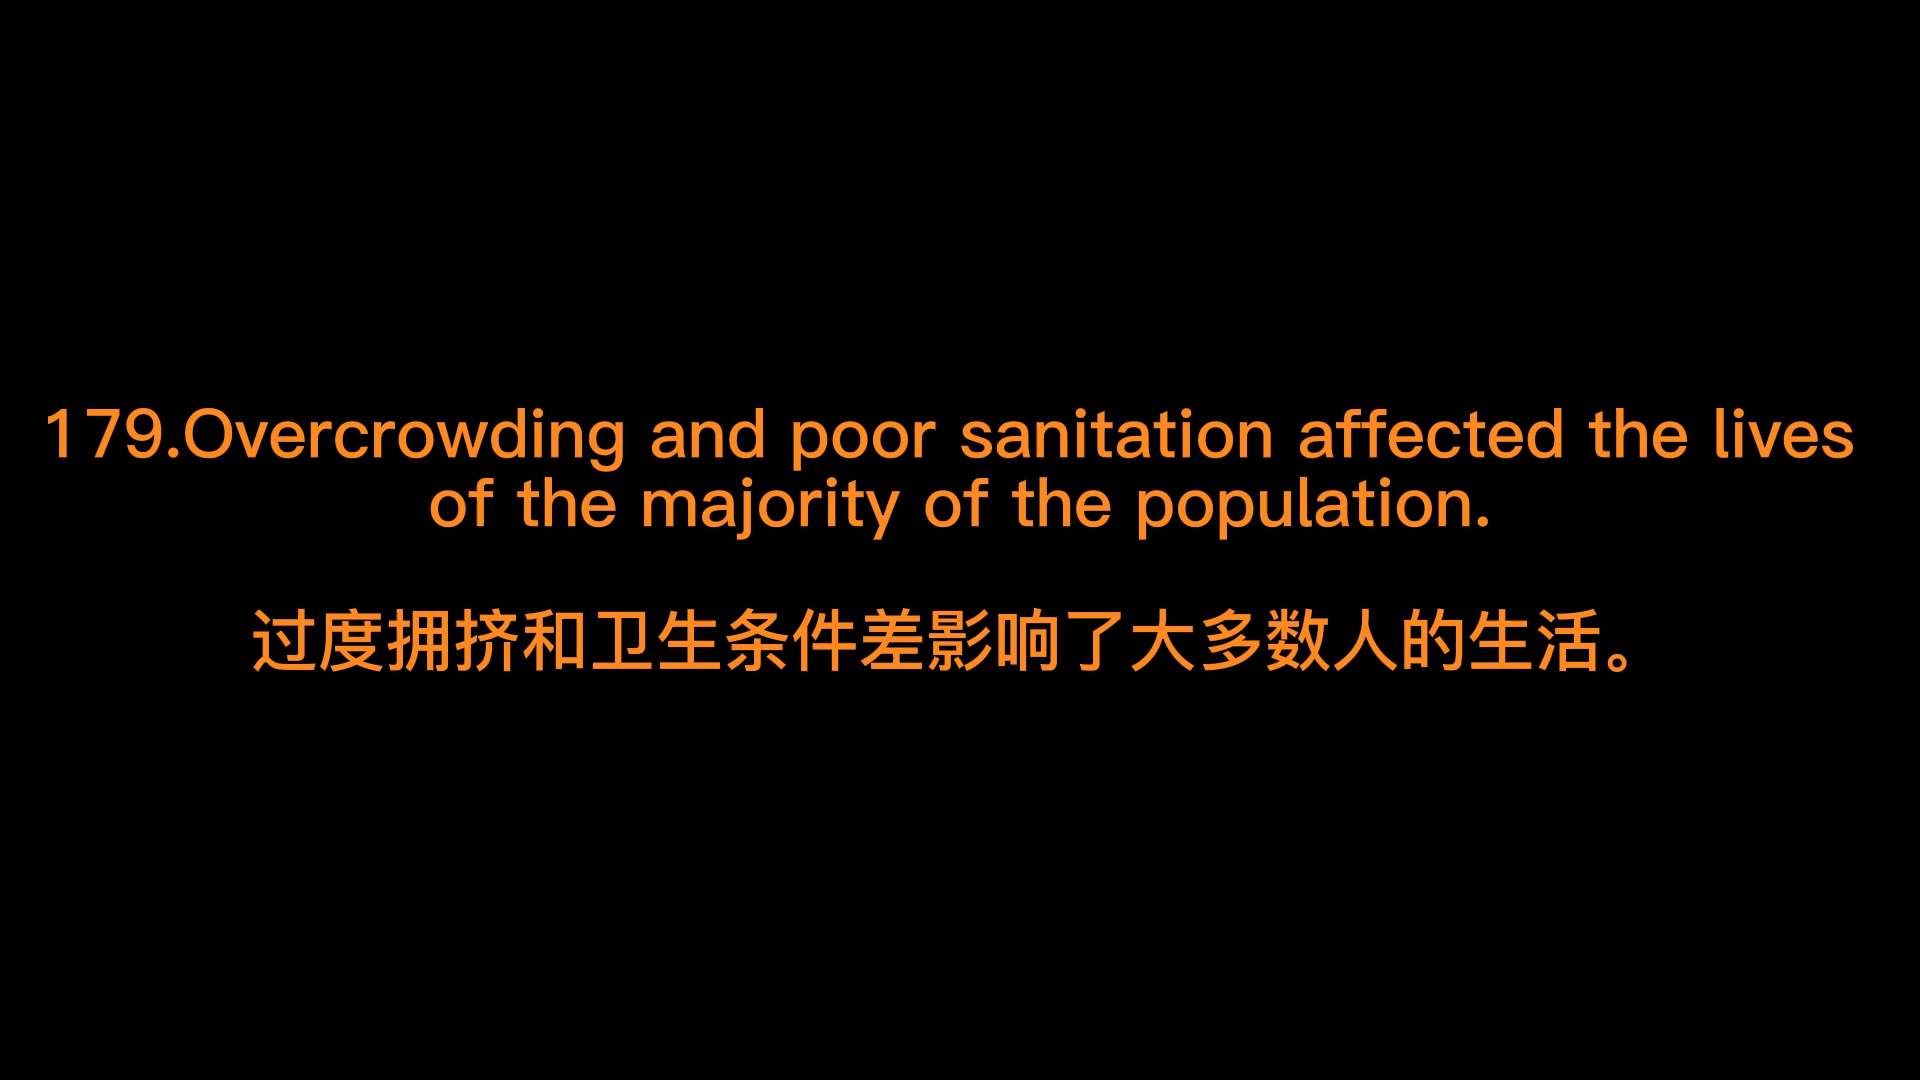 179.Overcrowding and poor sanitation affected the lives
of the majority of the population.
过度拥挤和卫生条件差影响了大多数人的生活。